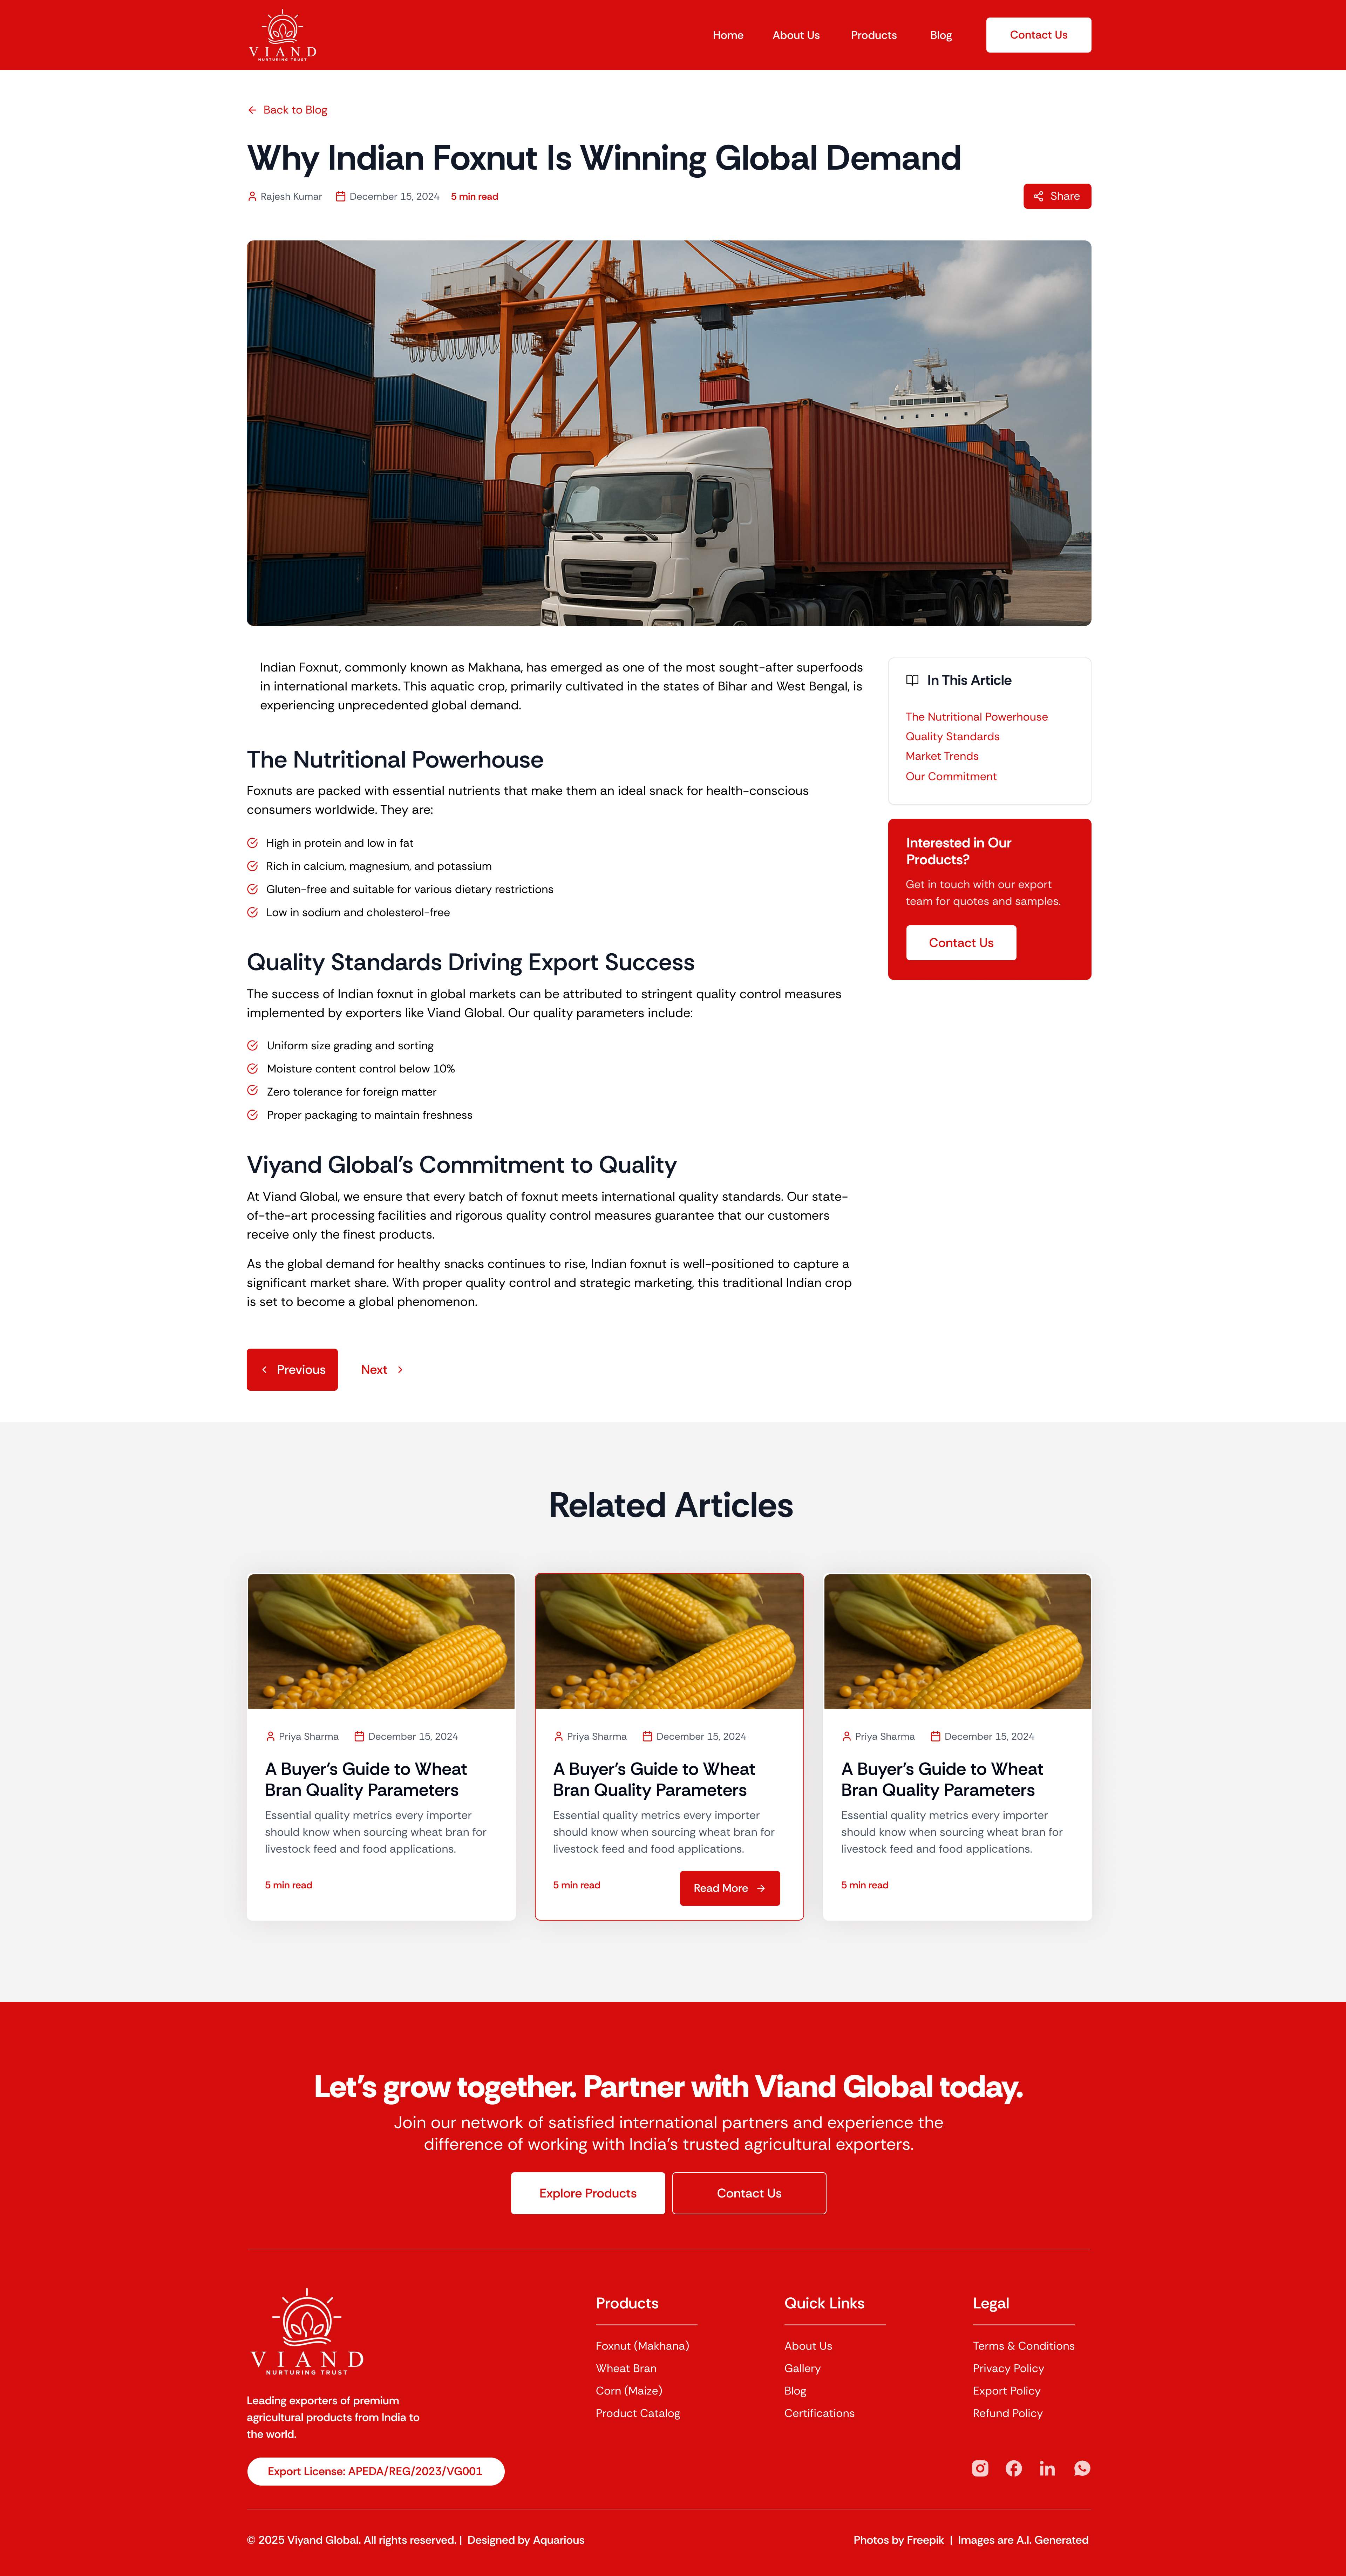 VIAND
NURTURING TRUST
Home
About Us
Products
Blog
Contact Us
Back to Blog
Why Indian Foxnut Is Winning Global Demand
Rajesh Kumar
December 15, 2024
5 min read
Share
Indian Foxnut, commonly known as Makhana, has emerged as one of the most sought-after superfoods
in international markets. This aquatic crop, primarily cultivated in the states of Bihar and West Bengal, is
experiencing unprecedented global demand.
In This Article
The Nutritional Powerhouse
Quality Standards
Market Trends
Our Commitment
Interested in Our
Products?
Get in touch with our export
team for quotes and samples.
Contact Us
The Nutritional Powerhouse
Foxnuts are packed with essential nutrients that make them an ideal snack for health-conscious
consumers worldwide. They are:
High in protein and low in fat
Rich in calcium, magnesium, and potassium
Gluten-free and suitable for various dietary restrictions
Low in sodium and cholesterol-free
Quality Standards Driving Export Success
The success of Indian foxnut in global markets can be attributed to stringent quality control measures
implemented by exporters like Viand Global. Our quality parameters include:
Uniform size grading and sorting
Moisture content control below 10%
Zero tolerance for foreign matter
Proper packaging to maintain freshness
Viyand Global's Commitment to Quality
At Viand Global, we ensure that every batch of foxnut meets international quality standards. Our state-
of-the-art processing facilities and rigorous quality control measures guarantee that our customers
receive only the finest products.
As the global demand for healthy snacks continues to rise, Indian foxnut is well-positioned to capture a
significant market share. With proper quality control and strategic marketing, this traditional Indian crop
is set to become a global phenomenon.
Previous
Next
Related Articles
Priya Sharma
December 15, 2024
A Buyer's Guide to Wheat
Bran Quality Parameters
Essential quality metrics every importer
should know when sourcing wheat bran for
livestock feed and food applications.
5 min read
Priya Sharma
December 15, 2024
A Buyer's Guide to Wheat
Bran Quality Parameters
Essential quality metrics every importer
should know when sourcing wheat bran for
livestock feed and food applications.
5 min read
Read More
Priya Sharma
December 15, 2024
A Buyer's Guide to Wheat
Bran Quality Parameters
Essential quality metrics every importer
should know when sourcing wheat bran for
livestock feed and food applications.
5 min read
Let's grow together. Partner with Viand Global today.
Join our network of satisfied international partners and experience the
difference of working with India's trusted agricultural exporters.
Explore Products
Contact Us
VIAND
NURTURING TRUST
Leading exporters of premium
agricultural products from India to
the world.
Export License: APEDA/REG/2023/VG001
Products
Foxnut (Makhana)
Wheat Bran
Corn (Maize)
Product Catalog
Quick Links
About Us
Gallery
Blog
Certifications
Legal
Terms & Conditions
Privacy Policy
Export Policy
Refund Policy
© 2025 Viyand Global. All rights reserved. | Designed by Aquarious
Photos by Freepik | Images are A.I. Generated